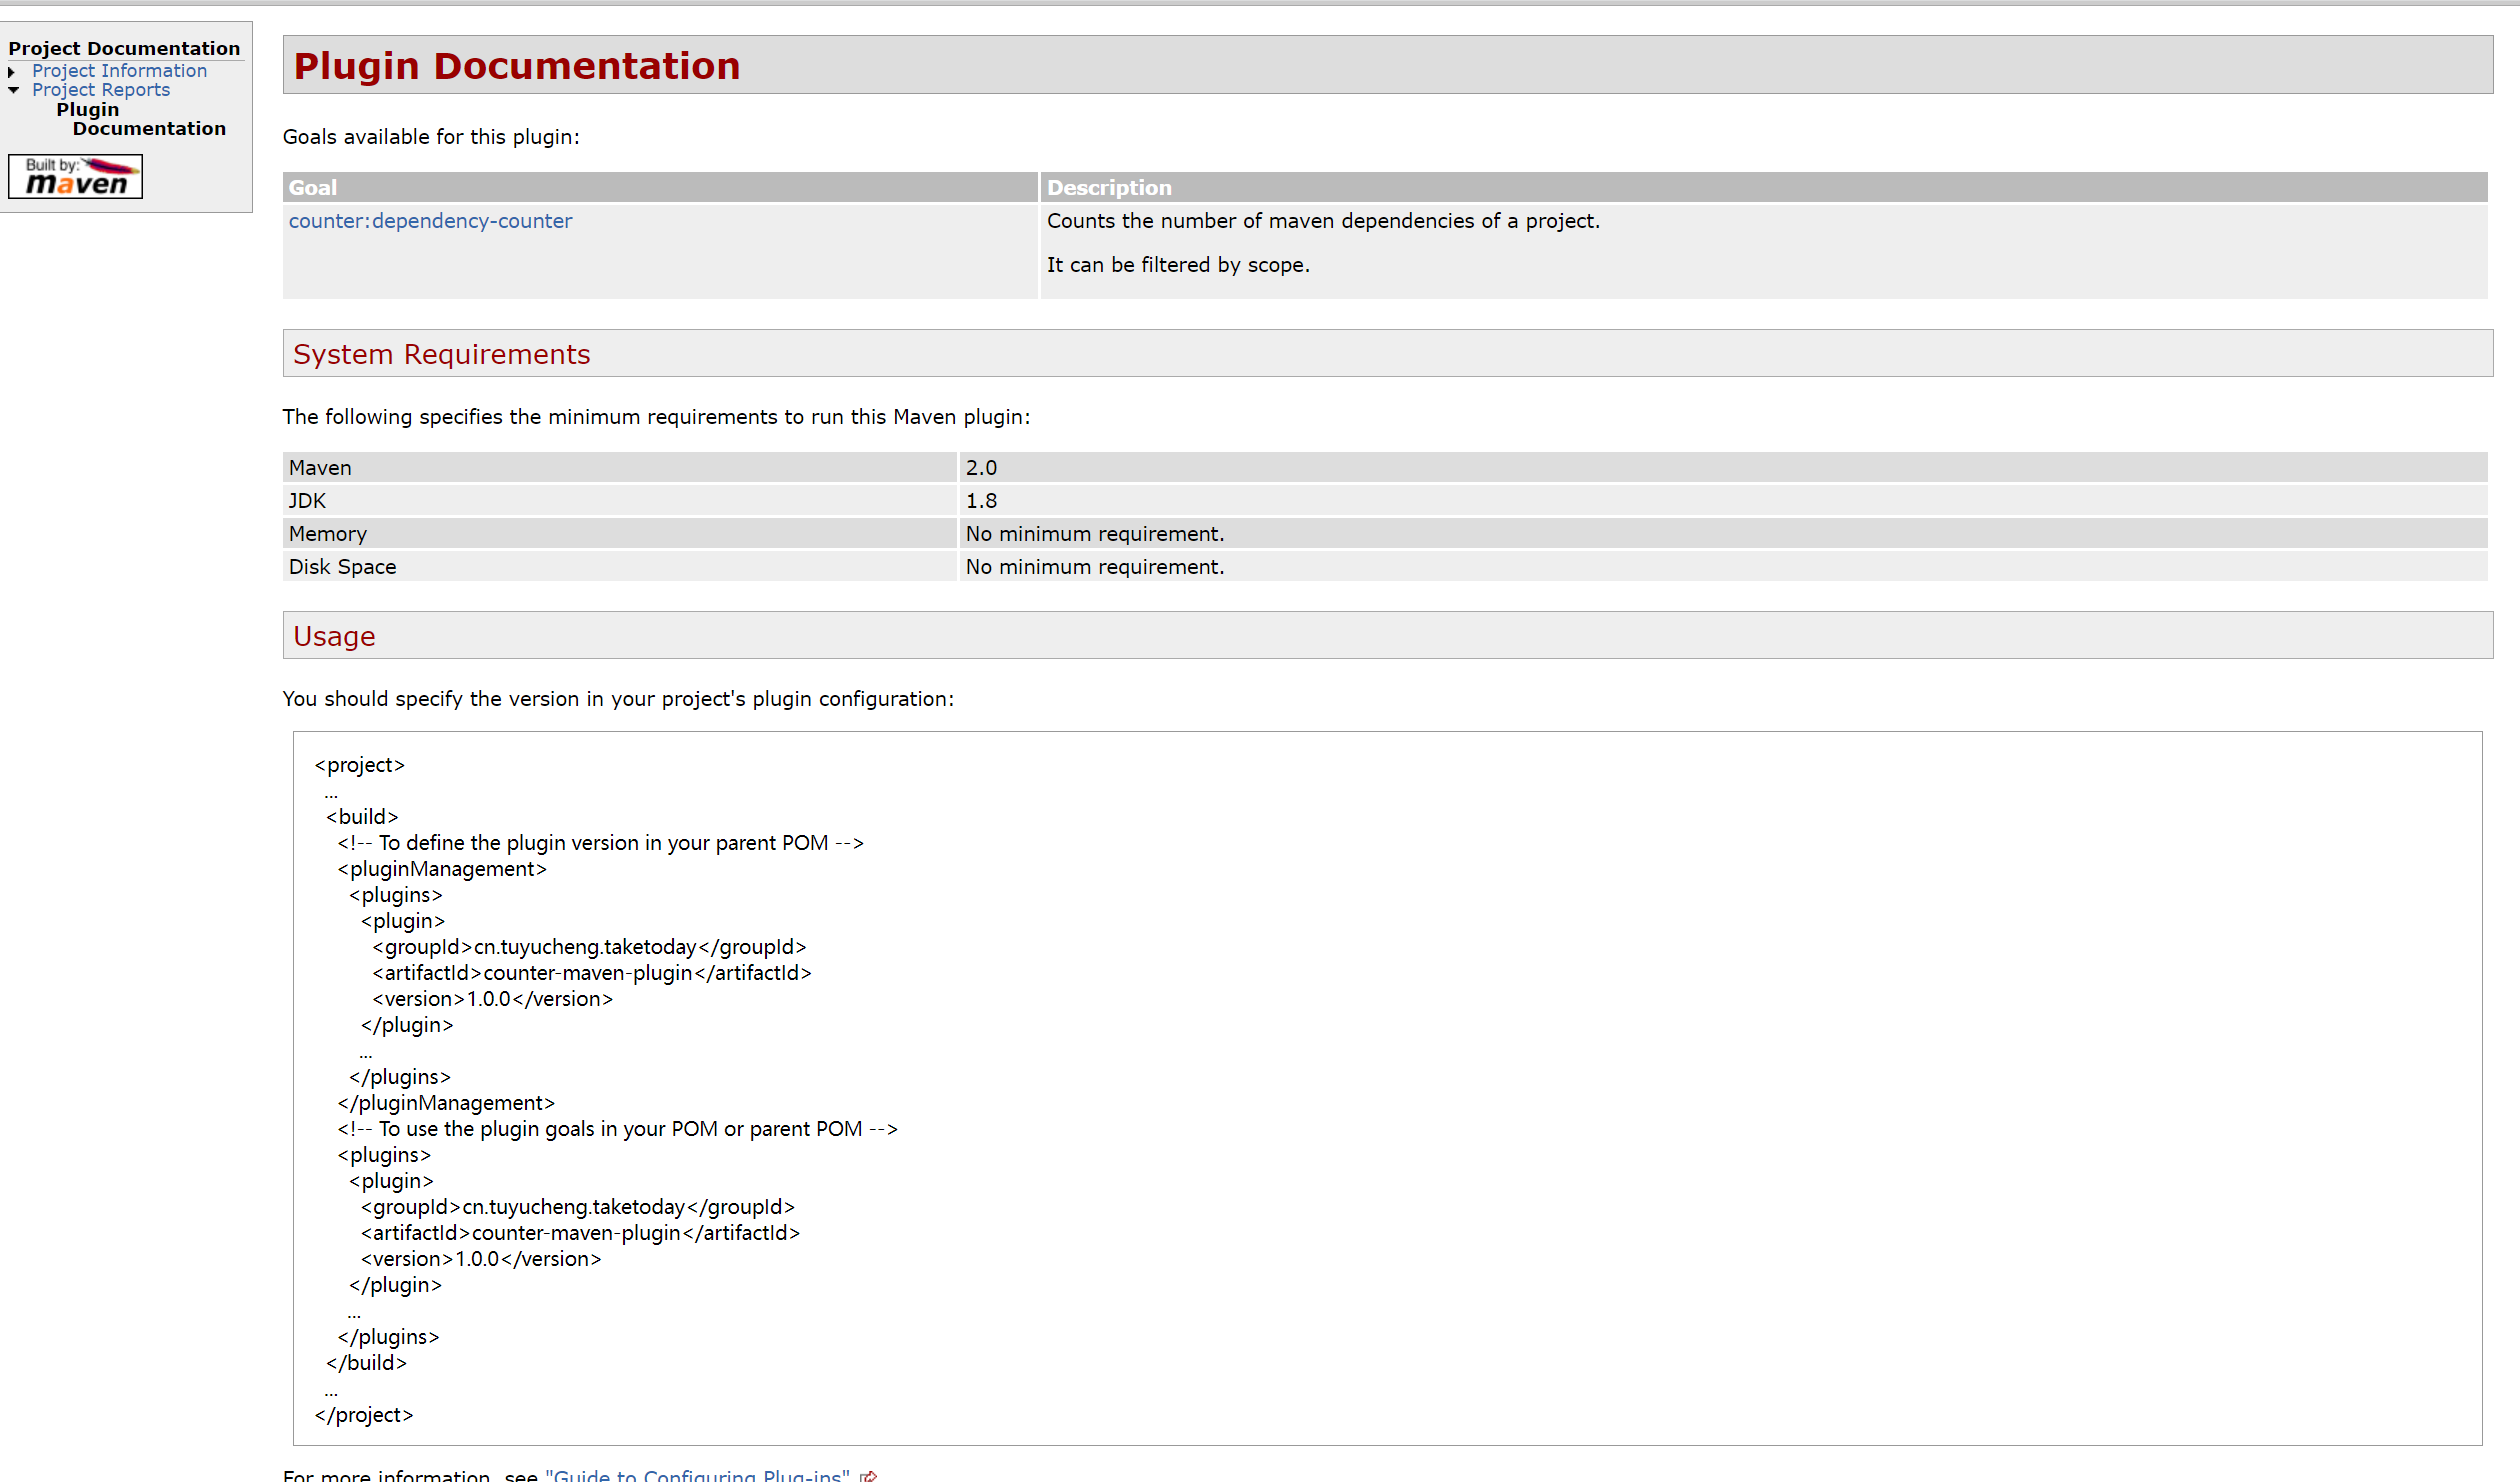 Project Documentation
Project Information
Project Reports
Plugin
Documentation
Built by:
maven
Plugin Documentation
Goals available for this plugin:
Goal Description
counter:dependency-counter Counts the number of maven dependencies of a project.
It can be filtered by scope.
System Requirements
The following specifies the minimum requirements to run this Maven plugin:
Maven 2.0
JDK 1.8
Memory No minimum requirement.
Disk Space No minimum requirement.
Usage
You should specify the version in your project's plugin configuration:
<project>
...
<build>
<!-- To define the plugin version in your parent POM -->
<pluginManagement>
<plugins>
<plugin>
<groupId>cn.tuyucheng.taketoday</groupId>
<artifactId>counter-maven-plugin</artifactId>
<version>1.0.0</version>
</plugin>
...
</plugins>
</pluginManagement>
<!-- To use the plugin goals in your POM or parent POM -->
<plugins>
<plugin>
<groupId>cn.tuyucheng.taketoday</groupId>
<artifactId>counter-maven-plugin</artifactId>
<version>1.0.0</version>
</plugin>
...
</plugins>
</build>
...
</project>
For more information, see "Guide to Configuring Plug-ins"